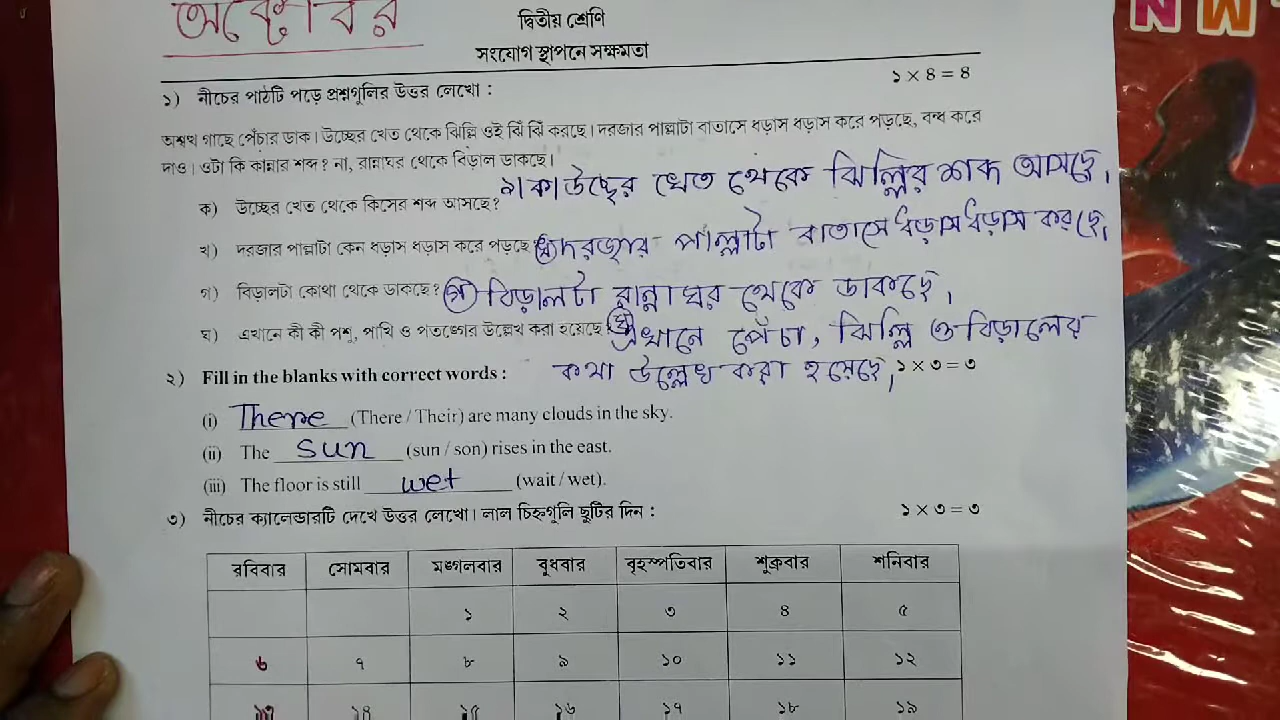 অক্টোবর
দ্বিতীয় শ্রেণি
সংযোগ স্থাপনে সক্ষমতা
১) নীচের পাঠটি পড়ে প্রশ্নগুলির উত্তর লেখো : ১ × ৪ = ৪
অশ্বত্থ গাছে পেঁচার ডাক। উচ্ছের খেত থেকে ঝিল্লি ওই ঝিঁ ঝিঁ করছে। দরজার পাল্লাটা বাতাসে ধড়াস ধড়াস করে পড়ছে, বন্ধ করে
দাও। ওটা কি কান্নার শব্দ? না, রান্নাঘর থেকে বিড়াল ডাকছে।
১। ক। উচ্ছের খেত থেকে ঝিল্লির শব্দ আসছে।
ক) উচ্ছের খেত থেকে কিসের শব্দ আসছে?
খ) দরজার পাল্লাটা কেন ধড়াস ধড়াস করে পড়ছে খ) দরজার পাল্লাটা বাতাসে ধড়াস ধড়াস করছে।
গ) বিড়ালটা কোথা থেকে ডাকছে? গ) বিড়ালটা রান্নাঘর থেকে ডাকছে।
ঘ) এখানে কী কী পশু, পাখি ও পতঙ্গের উল্লেখ করা হয়েছে ঘ) এখানে পেঁচা, ঝিল্লি ও বিড়ালের
কথা উল্লেখ করা হয়েছে।
২) Fill in the blanks with correct words : ১ × ৩ = ৩
(i) There (There / Their) are many clouds in the sky.
(ii) The sun (sun / son) rises in the east.
(iii) The floor is still wet (wait / wet).
৩) নীচের ক্যালেন্ডারটি দেখে উত্তর লেখো। লাল চিহ্নগুলি ছুটির দিন : ১ × ৩ = ৩
রবিবার সোমবার মঙ্গলবার বুধবার বৃহস্পতিবার শুক্রবার শনিবার
১ ২ ৩ ৪ ৫
৬ ৭ ৮ ৯ ১০ ১১ ১২
১৩ ১৪ ১৫ ১৬ ১৭ ১৮ ১৯